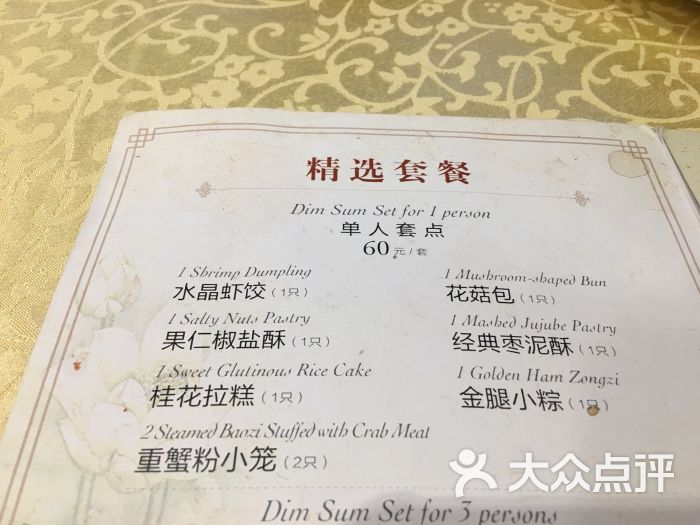 精选套餐
Dim Sum Set for 1 person
单人套点
60元/套
1 Shrimp Dumpling
水晶虾饺(1只)
1 Mushroom-shaped Bun
花菇包(1只)
1 Salty Nuts Pastry
果仁椒盐酥(1只)
1 Mashed Jujube Pastry
经典枣泥酥(1只)
1 Sweet Glutinous Rice Cake
桂花拉糕(1只)
1 Golden Ham Zongzi
金腿小粽(1只)
2 Steamed Baozi Stuffed with Crab Meat
重蟹粉小笼(2只)
Dim Sum Set for 3 persons
大众点评